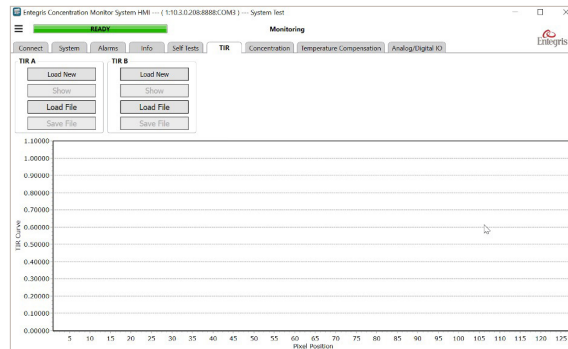 Entegris Concentration Monitor System HMI --- ( 1:10.3.0.208:8888:COM3 ) --- System Test
READY
Monitoring
Entegris
Connect System Alarms Info Self Tests TIR Concentration Temperature Compensation Analog/Digital IO
TIR A TIR B
Load New Load New
Show Show
Load File Load File
Save File Save File
1.10000
1.00000
0.90000
0.80000
0.70000
0.60000
0.50000
0.40000
0.30000
0.20000
0.10000
0.00000
TIR Curve
5 10 15 20 25 30 35 40 45 50 55 60 65 70 75 80 85 90 95 100 105 110 115 120 125
Pixel Position